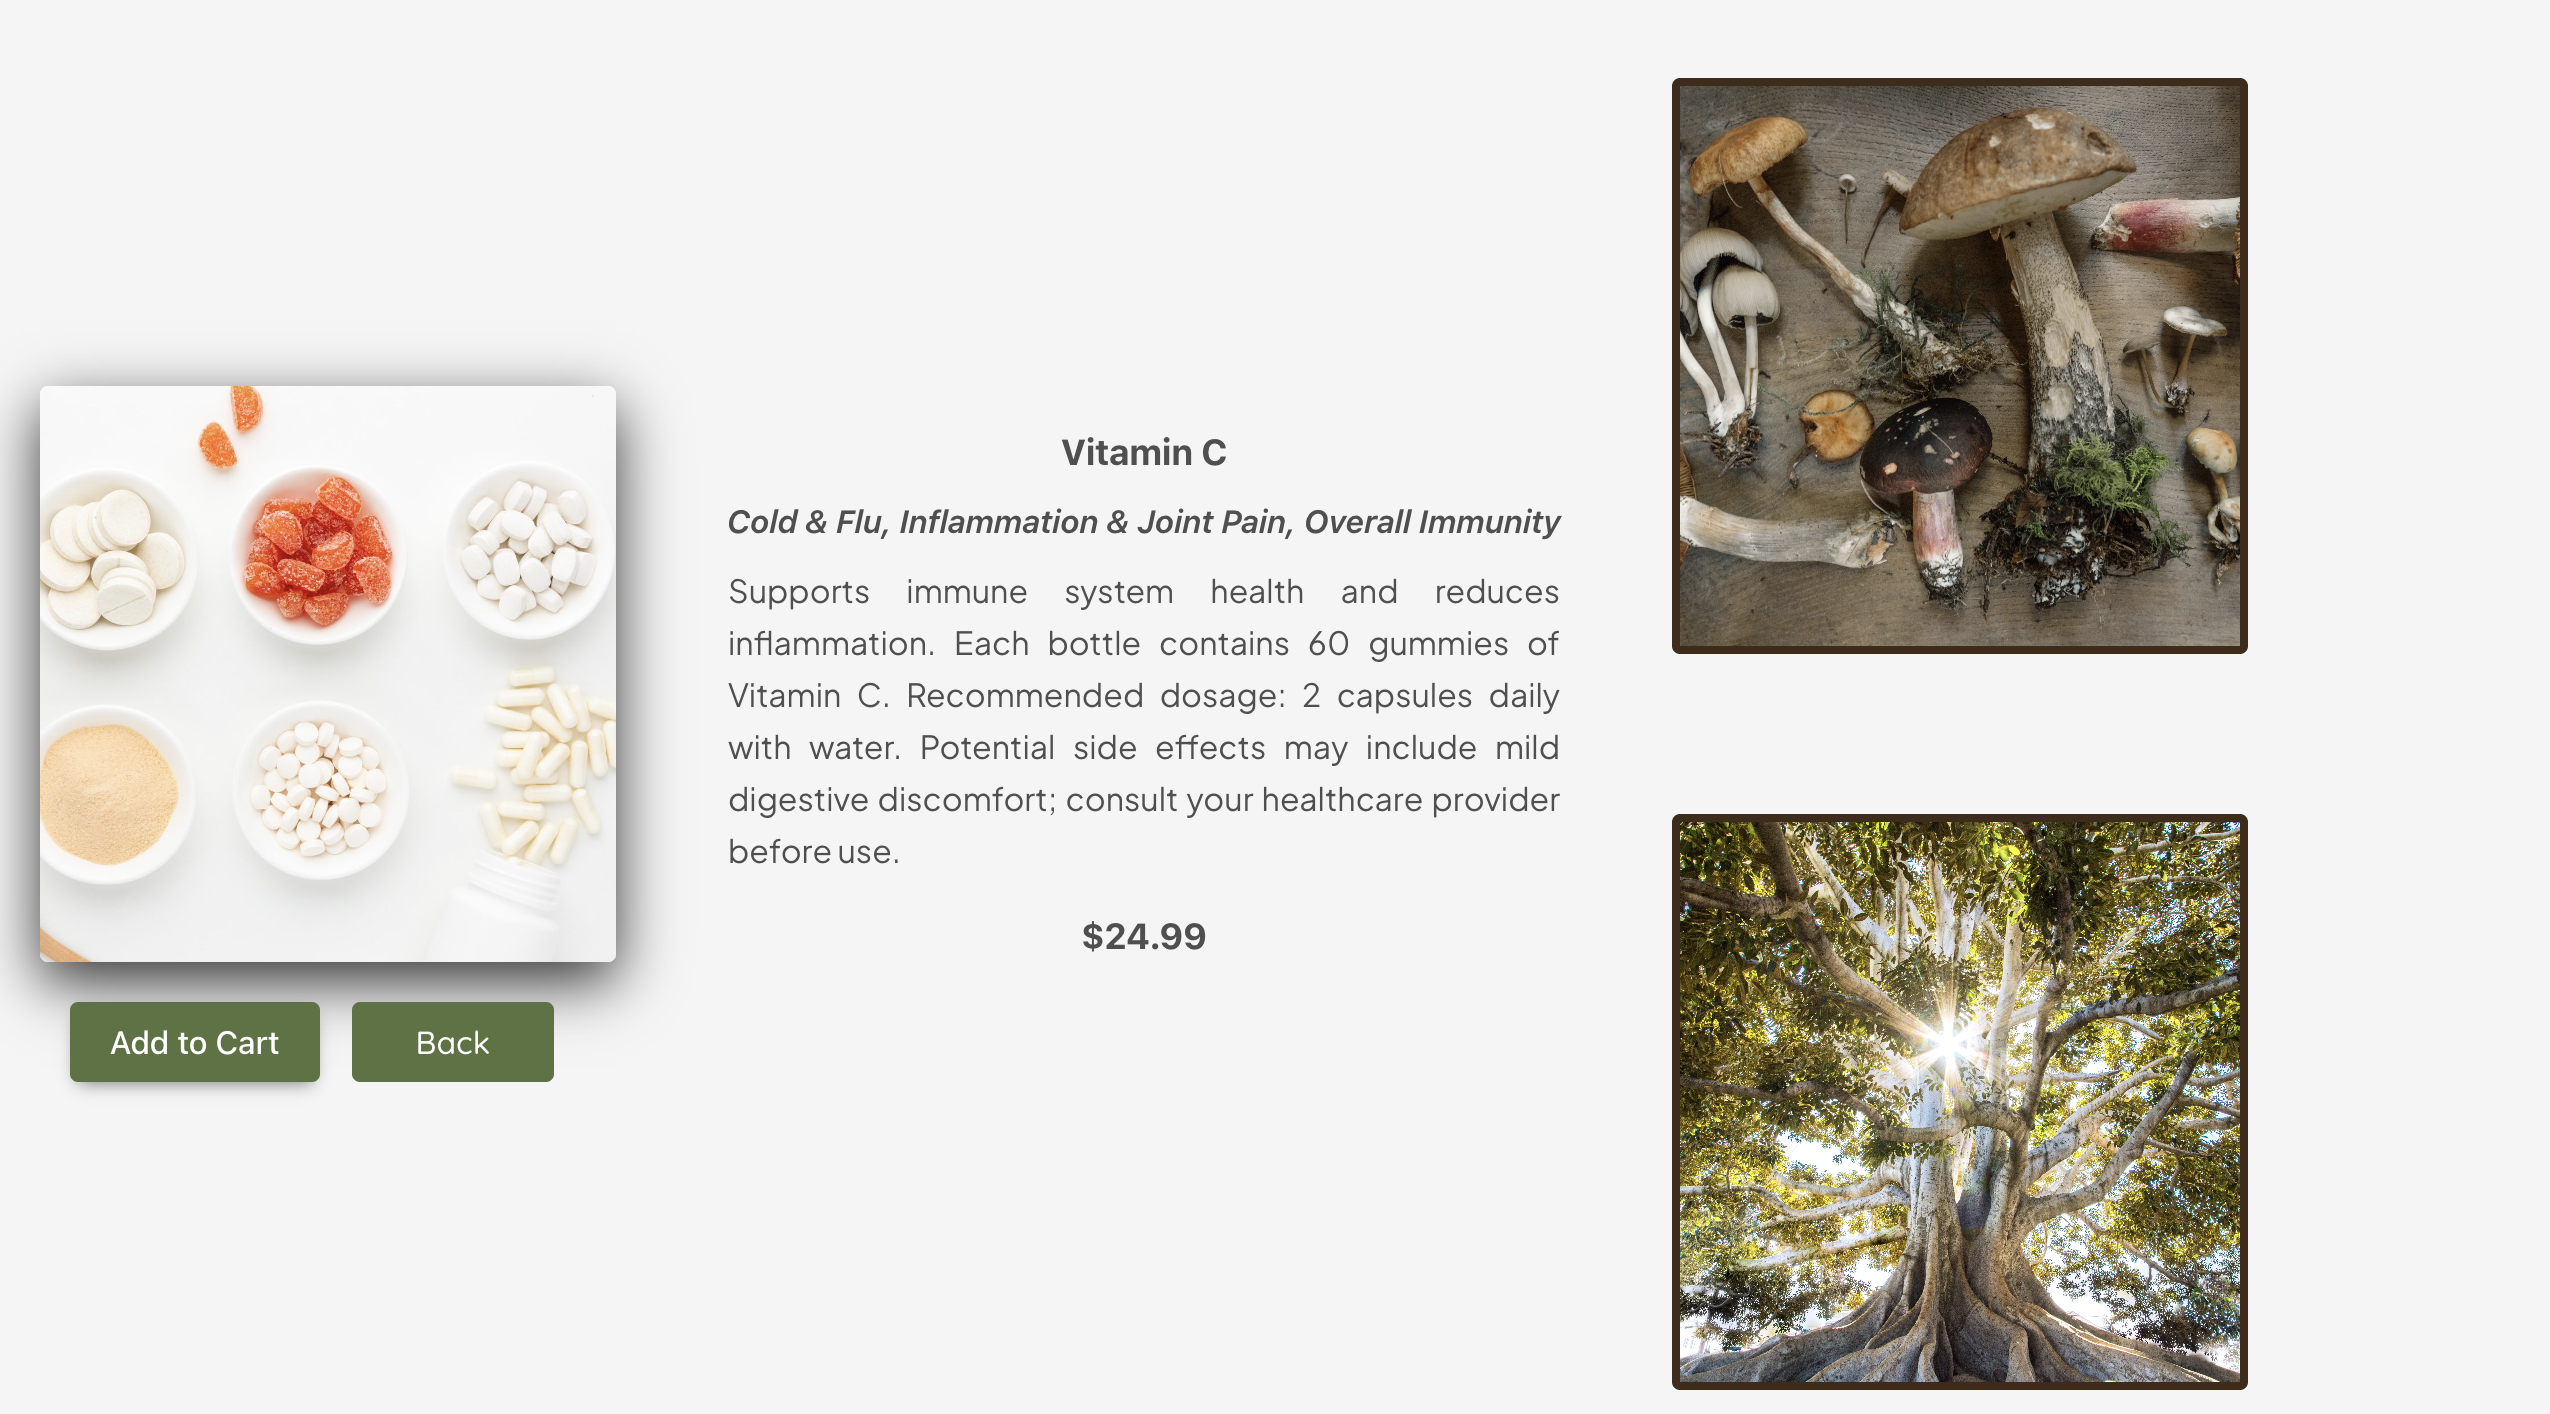 Vitamin C
Cold & Flu, Inflammation & Joint Pain, Overall Immunity
Supports immune system health and reduces
inflammation. Each bottle contains 60 gummies of
Vitamin C. Recommended dosage: 2 capsules daily
with water. Potential side effects may include mild
digestive discomfort; consult your healthcare provider
before use.
$24.99
Add to Cart
Back